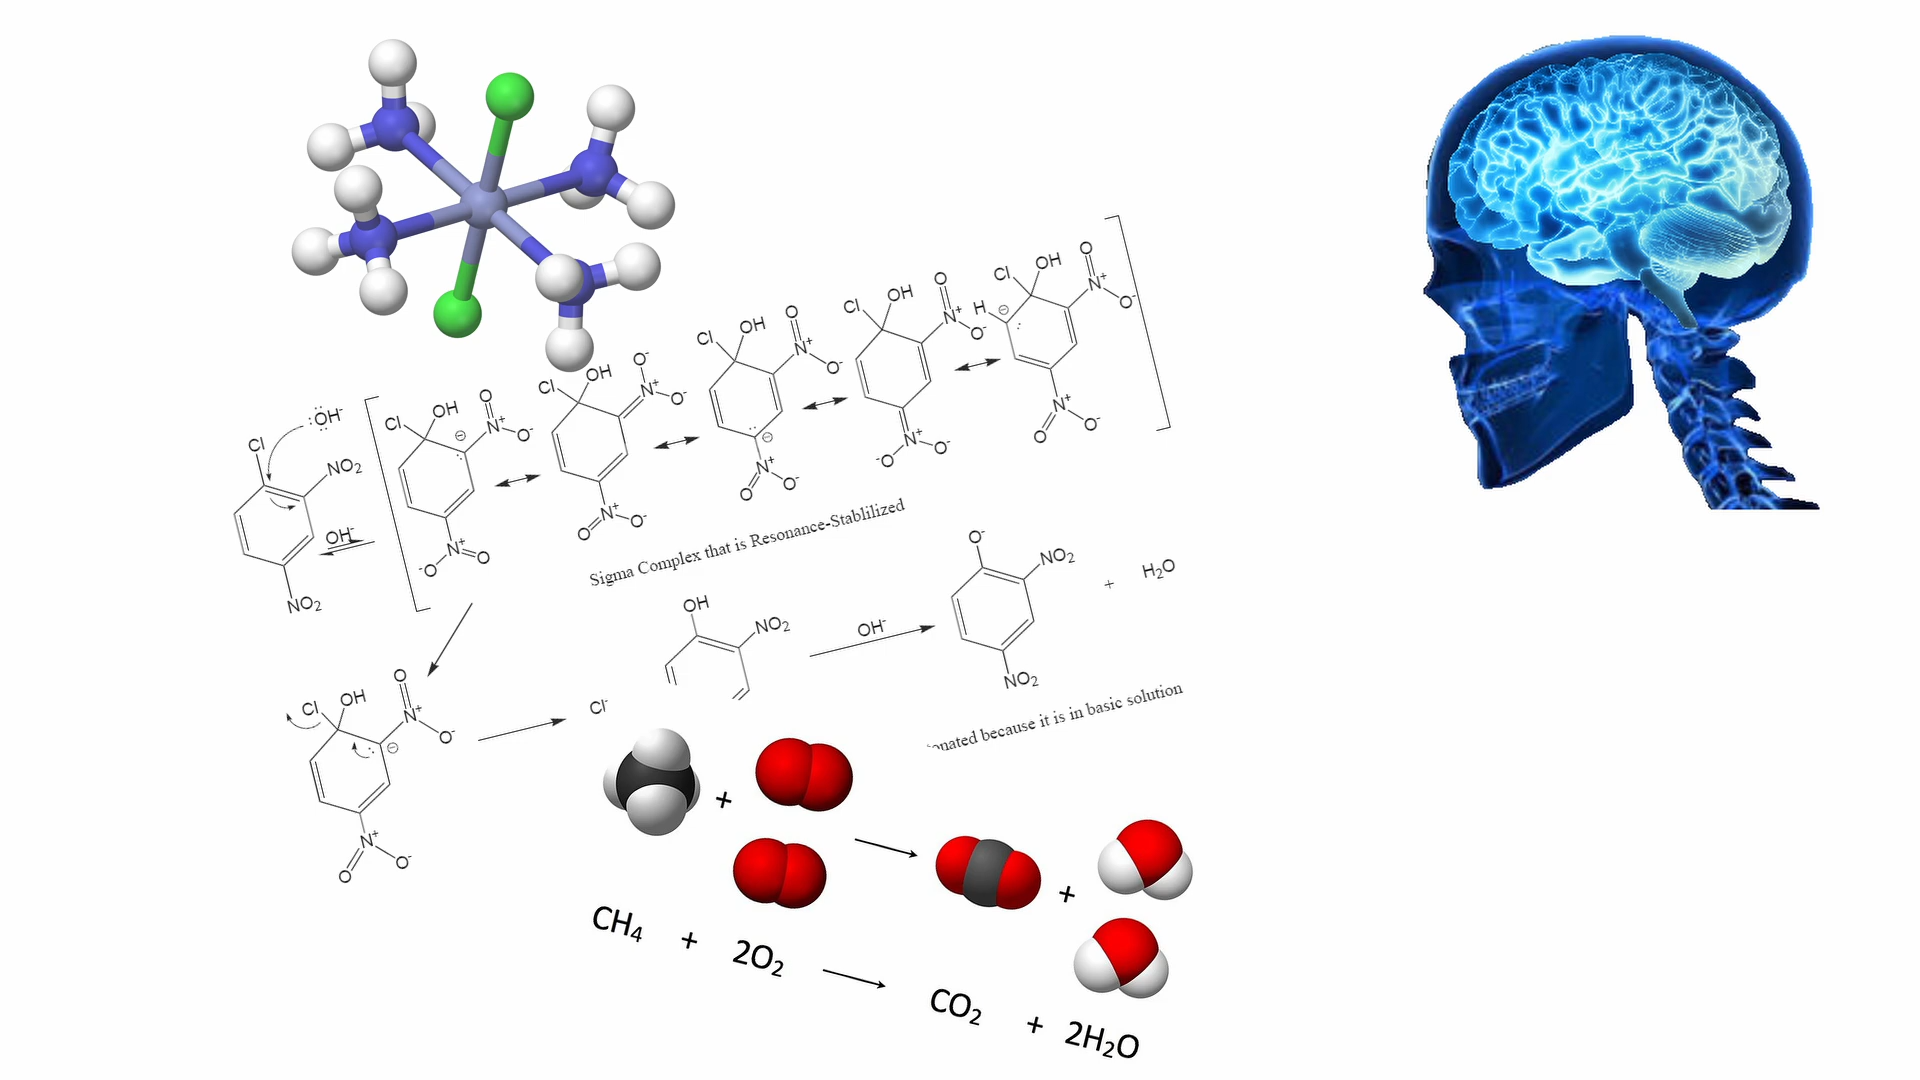 Cl
OH
O
N⁺
O⁻
H
⊖
Cl
OH
O
N⁺
O⁻
N⁺
O
O⁻
Cl
OH
O
N⁺
O⁻
⁻O
N⁺
O⁻
Cl
OH
O⁻
N⁺
O⁻
⊖
N⁺
O
O⁻
:ÖH⁻
Cl
NO₂
NO₂
OH⁻
Cl
OH
⊖
O
N⁺
O⁻
⁻O
N⁺
O
N⁺
O
O⁻
Sigma Complex that is Resonance-Stablilized
OH
NO₂
OH⁻
O⁻
NO₂
NO₂
+
H₂O
Cl
OH
O
N⁺
O⁻
⊖
N⁺
O
O⁻
Cl⁻
onated because it is in basic solution
+
+
CH₄ + 2O₂
CO₂ + 2H₂O